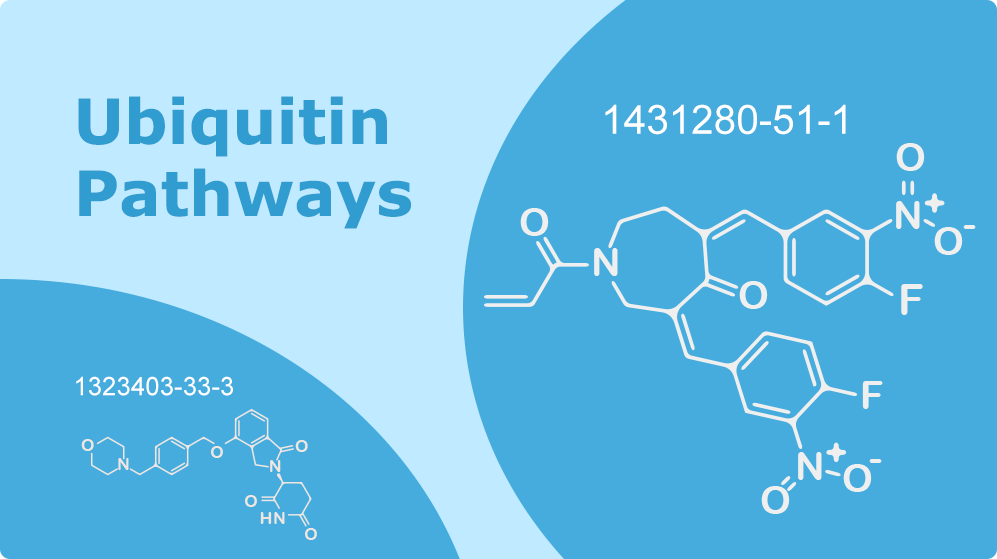 Ubiquitin
Pathways
1431280-51-1
O
N
O
N
+
O
-
F
O
F
N
+
O
-
O
1323403-33-3
O
N
O
O
N
O
HN
O